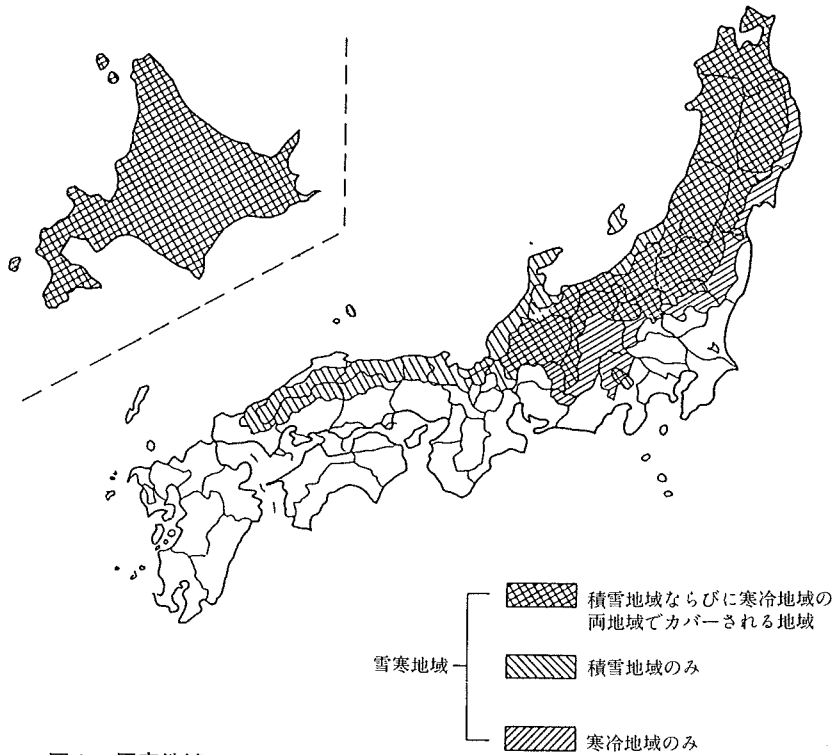 積雪地域ならびに寒冷地域の
両地域でカバーされる地域
雪寒地域
積雪地域のみ
寒冷地域のみ